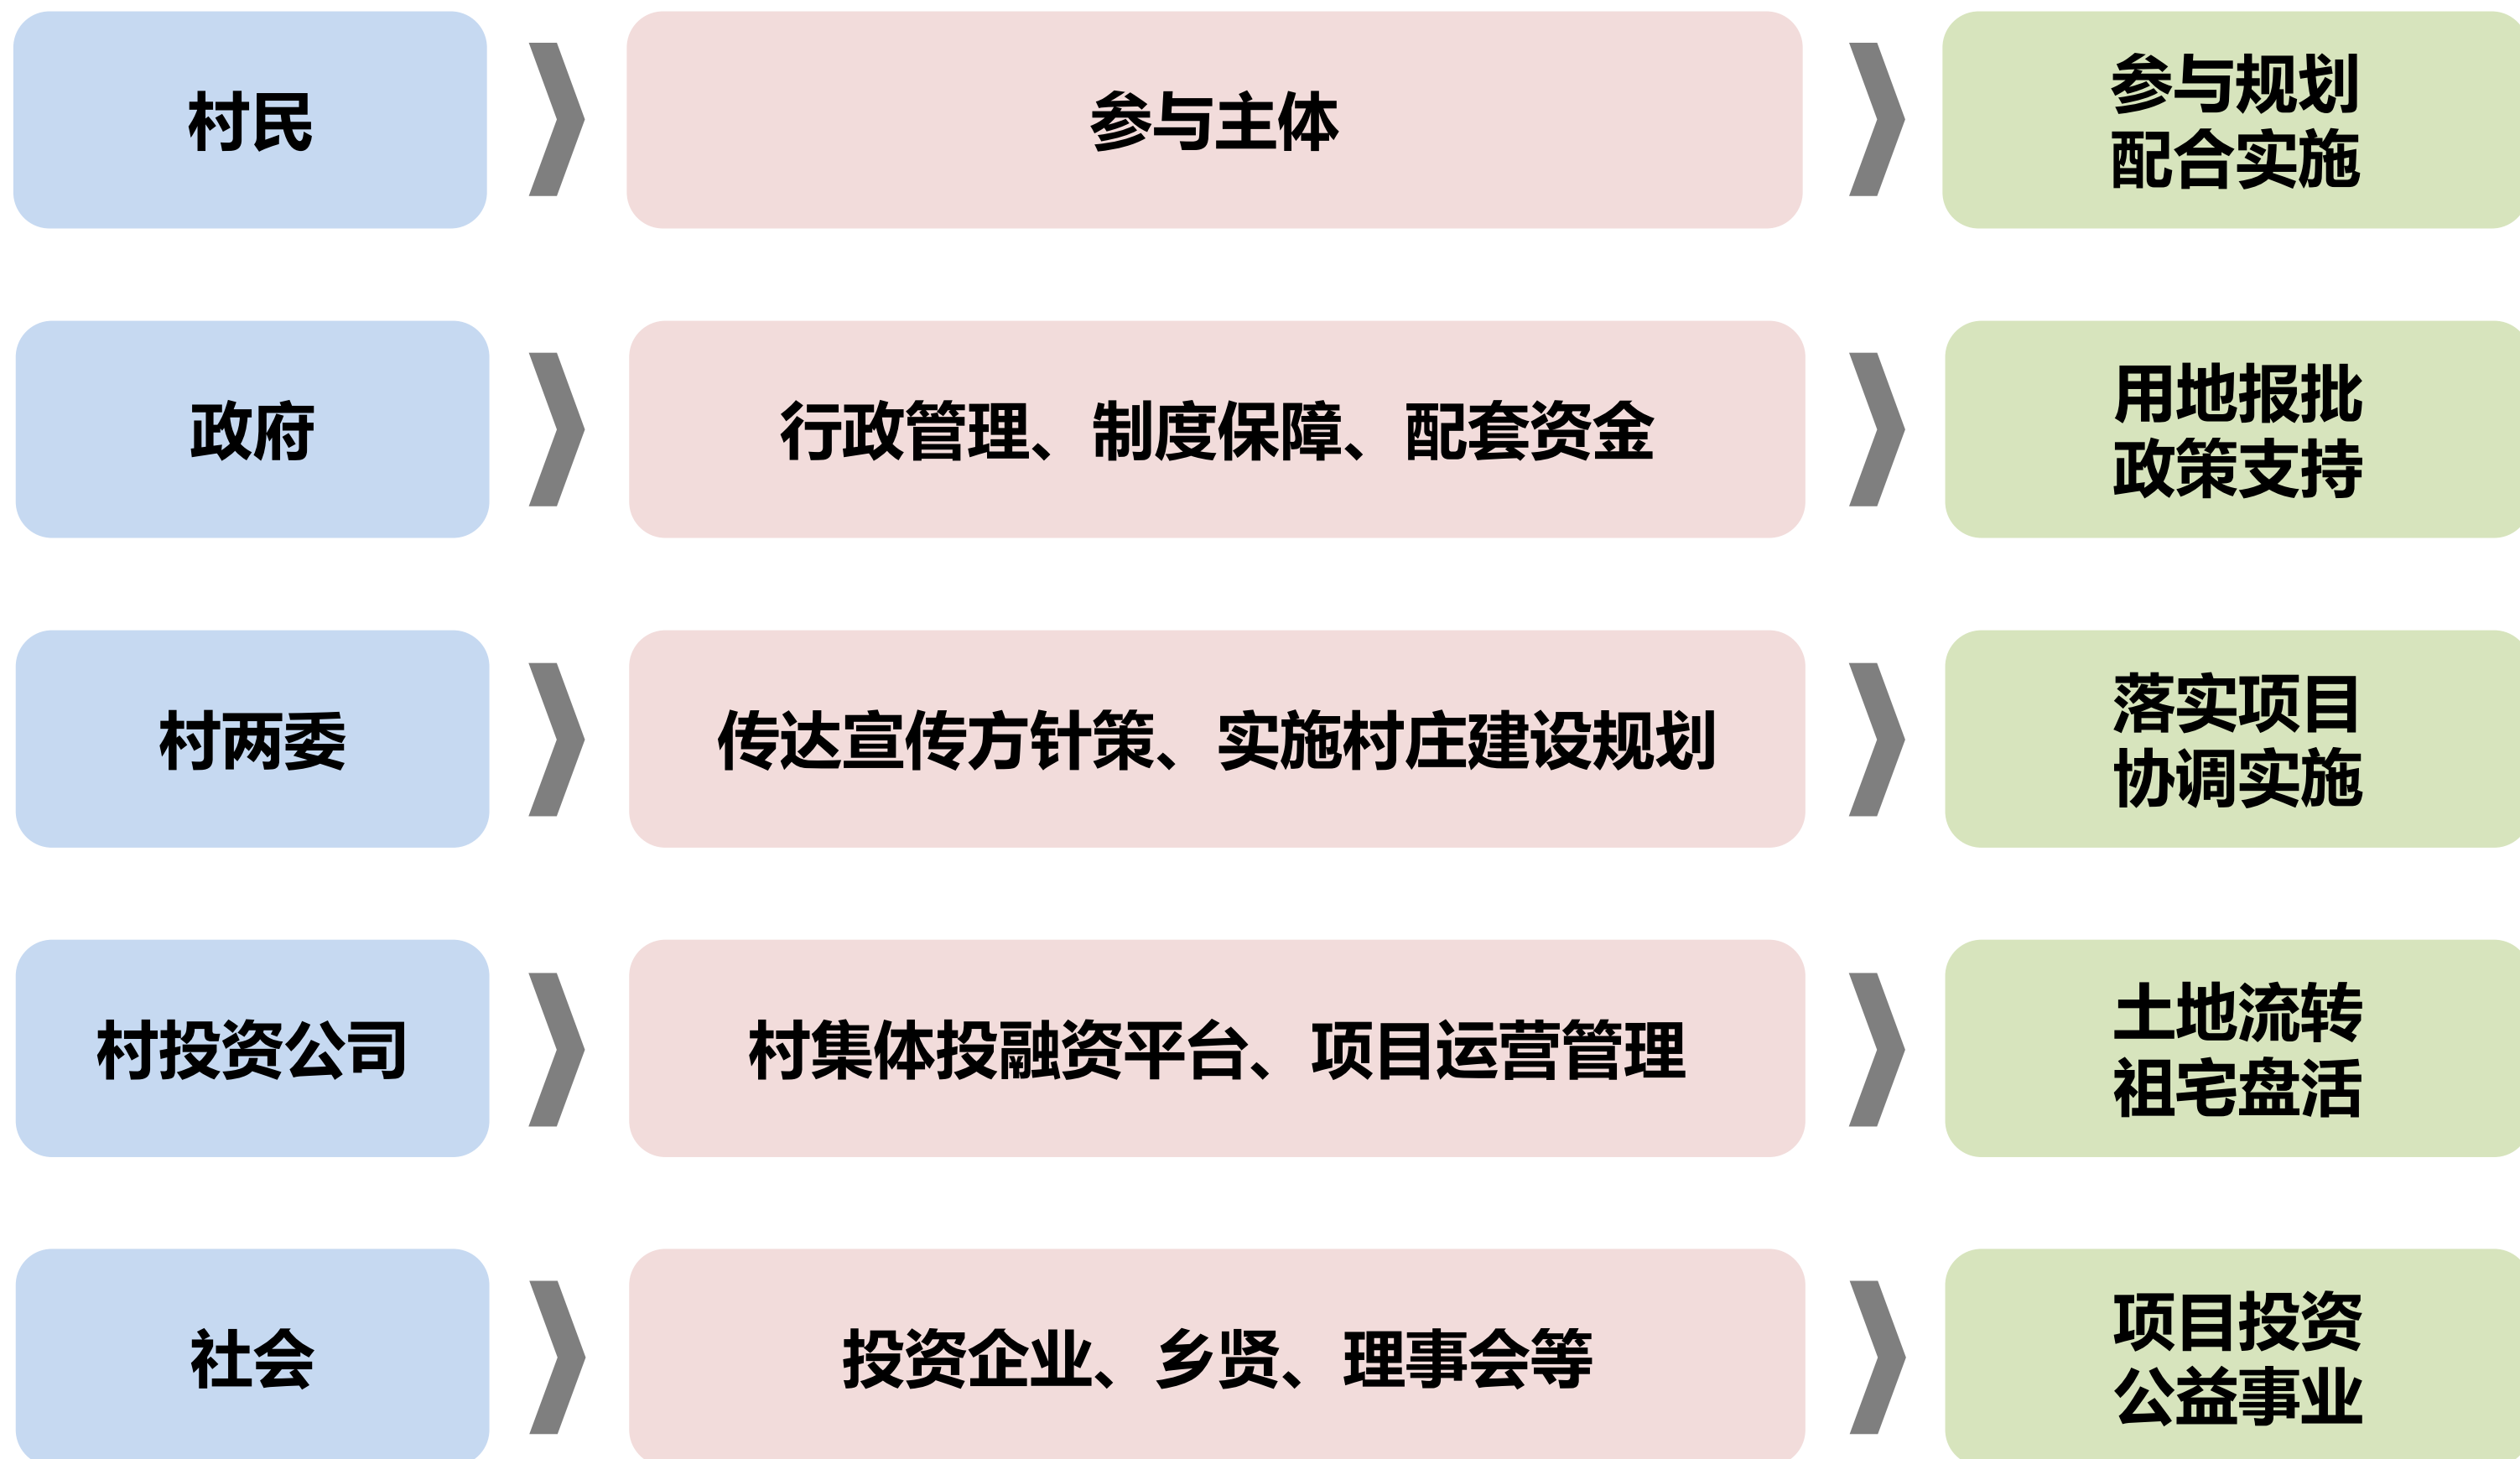 村民
参与主体
参与规划
配合实施
政府
行政管理、制度保障、配套资金
用地报批
政策支持
村两委
传达宣传方针策、实施村庄建设规划
落实项目
协调实施
村投资公司
村集体投融资平台、项目运营管理
土地流转
祖宅盘活
社会
投资企业、乡贤、理事会等
项目投资
公益事业